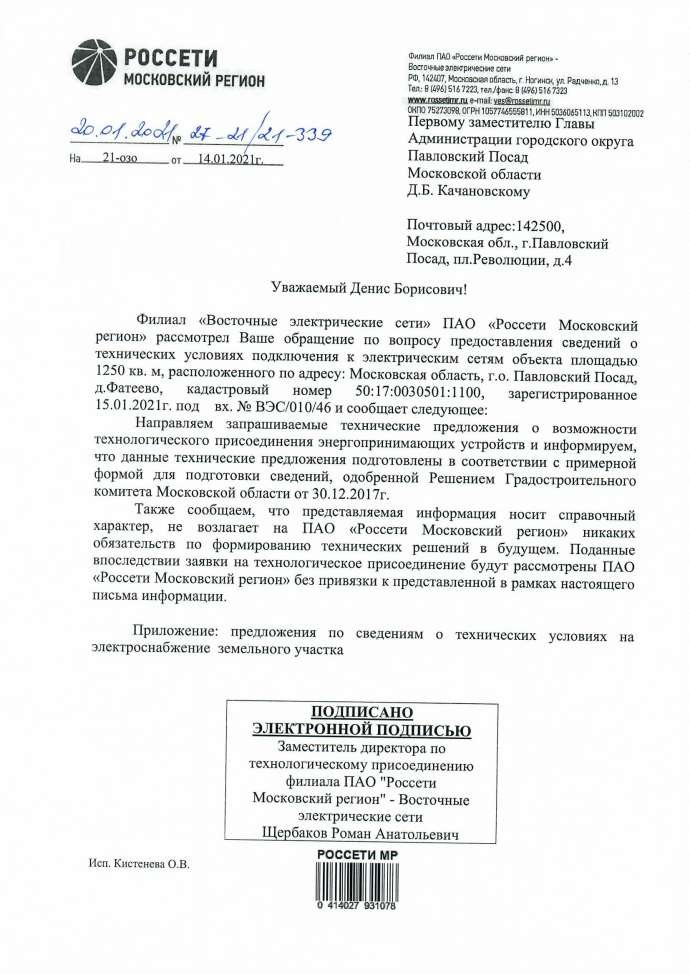 РОССЕТИ
МОСКОВСКИЙ РЕГИОН
Филиал ПАО «Россети Московский регион» -
Восточные электрические сети
РФ, 142407, Московская область, г. Ногинск, ул. Радченко, д. 13
Тел.: 8 (496) 516 7223, тел./факс: 8 (496) 516 7323
www.rossetimr.ru e-mail: ves@rossetimr.ru
ОКПО 75273098, ОГРН 1057746555811, ИНН 5036065113, КПП 503102002
20.01.2021 № 27-21/21-339
На 21-озо от 14.01.2021г.
Первому заместителю Главы
Администрации городского округа
Павловский Посад
Московской области
Д.Б. Качановскому
Почтовый адрес:142500,
Московская обл., г.Павловский
Посад, пл.Революции, д.4
Уважаемый Денис Борисович!
Филиал «Восточные электрические сети» ПАО «Россети Московский
регион» рассмотрел Ваше обращение по вопросу предоставления сведений о
технических условиях подключения к электрическим сетям объекта площадью
1250 кв. м, расположенного по адресу: Московская область, г.о. Павловский Посад,
д.Фатеево, кадастровый номер 50:17:0030501:1100, зарегистрированное
15.01.2021г. под вх. № ВЭС/010/46 и сообщает следующее:
Направляем запрашиваемые технические предложения о возможности
технологического присоединения энергопринимающих устройств и информируем,
что данные технические предложения подготовлены в соответствии с примерной
формой для подготовки сведений, одобренной Решением Градостроительного
комитета Московской области от 30.12.2017г.
Также сообщаем, что представляемая информация носит справочный
характер, не возлагает на ПАО «Россети Московский регион» никаких
обязательств по формированию технических решений в будущем. Поданные
впоследствии заявки на технологическое присоединение будут рассмотрены ПАО
«Россети Московский регион» без привязки к представленной в рамках настоящего
письма информации.
Приложение: предложения по сведениям о технических условиях на
электроснабжение земельного участка
ПОДПИСАНО
ЭЛЕКТРОННОЙ ПОДПИСЬЮ
Заместитель директора по
технологическому присоединению
филиала ПАО "Россети
Московский регион" - Восточные
электрические сети
Щербаков Роман Анатольевич
Исп. Кистенева О.В.
РОССЕТИ МР
0 414027 931078